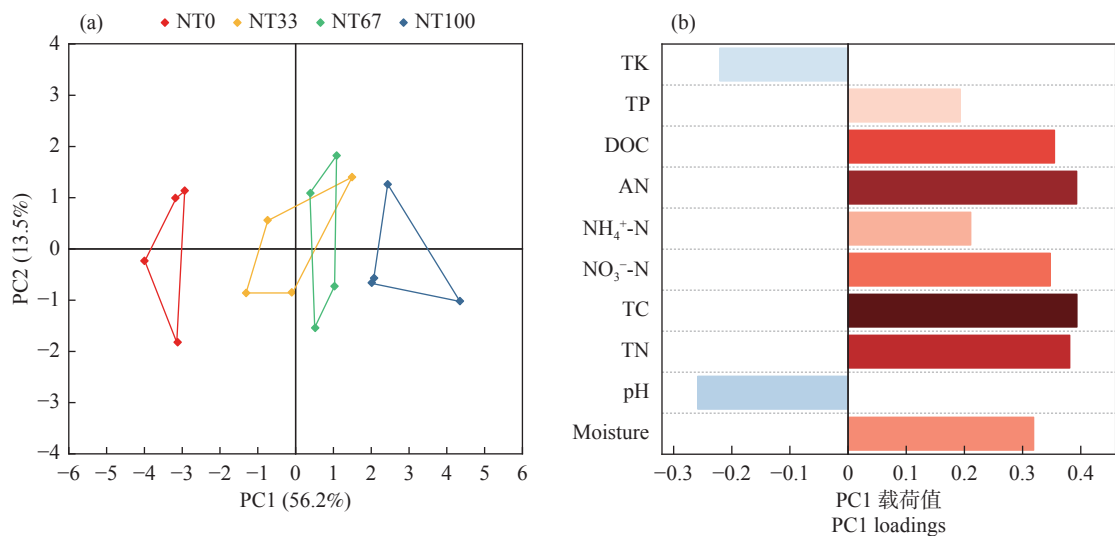 (a)
NT0 NT33 NT67 NT100
4
3
2
1
0
−1
−2
−3
−4
PC2 (13.5%)
−6 −5 −4 −3 −2 −1 0 1 2 3 4 5 6
PC1 (56.2%)
(b)
TK
TP
DOC
AN
NH₄⁺-N
NO₃⁻-N
TC
TN
pH
Moisture
−0.3 −0.2 −0.1 0 0.1 0.2 0.3 0.4
PC1 载荷值
PC1 loadings